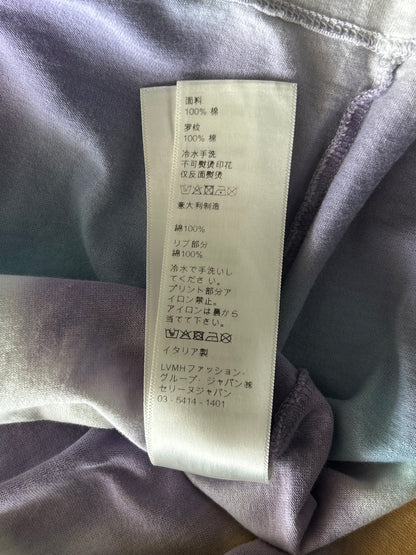 面料
100% 棉
罗纹
100% 棉
冷水手洗
不可熨烫印花
仅反面熨烫
意大利制造
綿100%
リブ部分
綿100%
冷水で手洗いし
てください。
プリント部分ア
イロン禁止。
アイロンは裏から
当てて下さい。
イタリア製
LVMHファッション・
グループ・ジャパン㈱
セリーヌジャパン
03 - 5414 - 1401